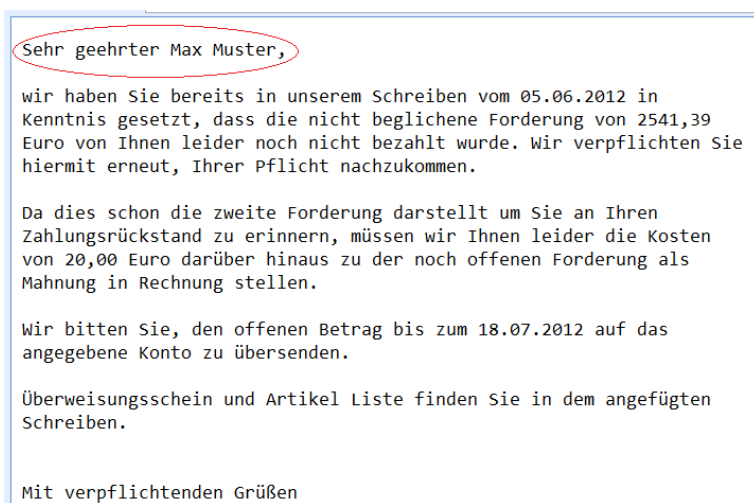 Sehr geehrter Max Muster,
wir haben Sie bereits in unserem Schreiben vom 05.06.2012 in
Kenntnis gesetzt, dass die nicht beglichene Forderung von 2541,39
Euro von Ihnen leider noch nicht bezahlt wurde. Wir verpflichten Sie
hiermit erneut, Ihrer Pflicht nachzukommen.
Da dies schon die zweite Forderung darstellt um Sie an Ihren
Zahlungsrückstand zu erinnern, müssen wir Ihnen leider die Kosten
von 20,00 Euro darüber hinaus zu der noch offenen Forderung als
Mahnung in Rechnung stellen.
Wir bitten Sie, den offenen Betrag bis zum 18.07.2012 auf das
angegebene Konto zu übersenden.
Überweisungsschein und Artikel Liste finden Sie in dem angefügten
Schreiben.
Mit verpflichtenden Grüßen